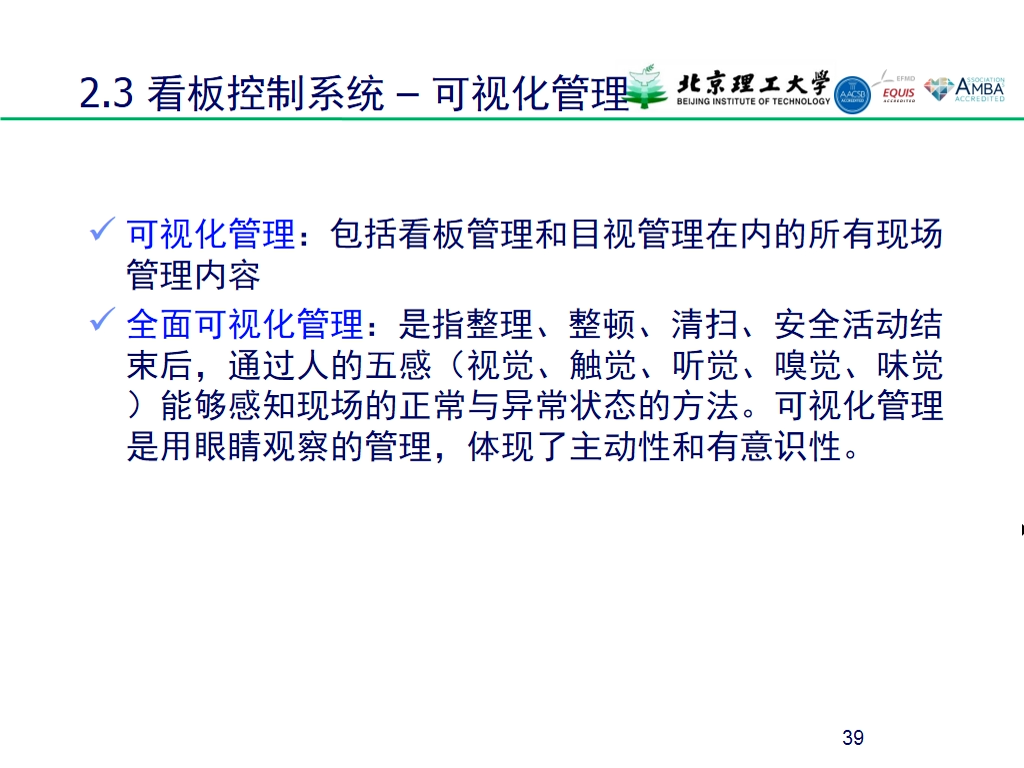 2.3 看板控制系统 – 可视化管理
北京理工大学
BEIJING INSTITUTE OF TECHNOLOGY
AACSB
ACCREDITED
EFMD
EQUIS
ACCREDITED
ASSOCIATION
AMBA
ACCREDITED
✓ 可视化管理：包括看板管理和目视管理在内的所有现场
管理内容
✓ 全面可视化管理：是指整理、整顿、清扫、安全活动结
束后，通过人的五感（视觉、触觉、听觉、嗅觉、味觉
）能够感知现场的正常与异常状态的方法。可视化管理
是用眼睛观察的管理，体现了主动性和有意识性。
39